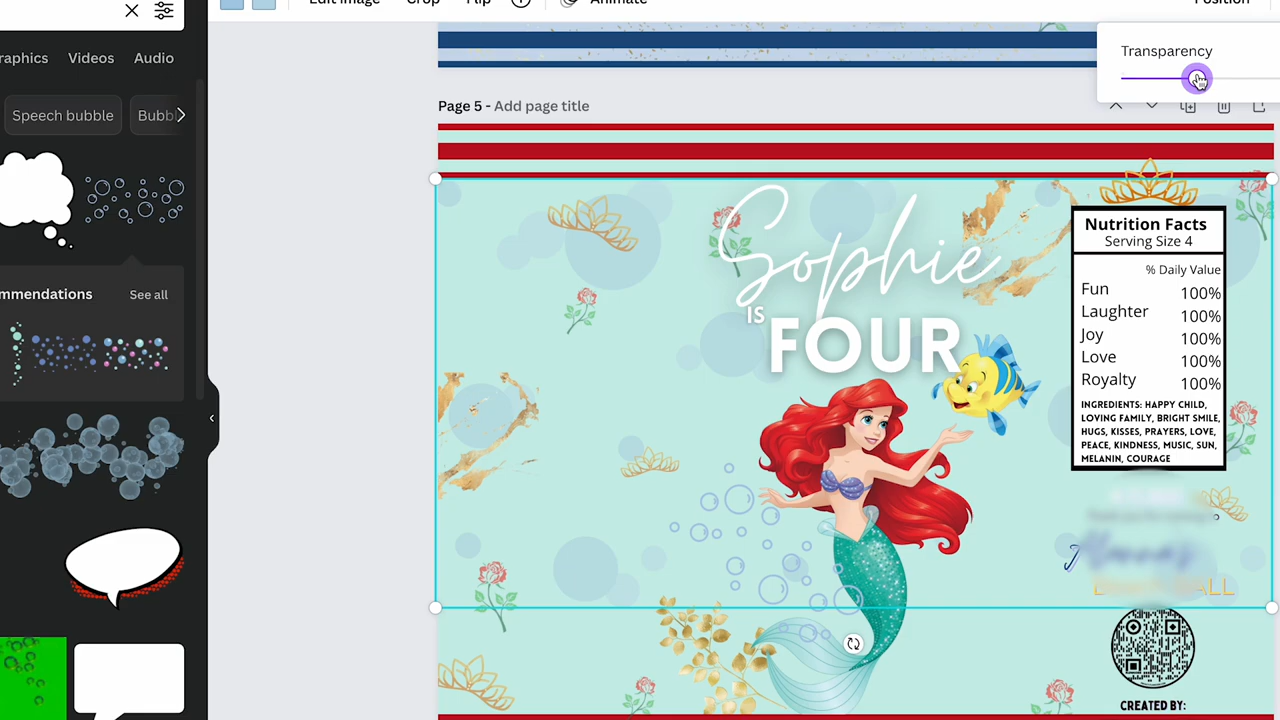 Edit image Crop Flip Animate Position
Transparency
raphics Videos Audio
Speech bubble Bubb
mmendations See all
Page 5 - Add page title
Sophie
IS
FOUR
Nutrition Facts
Serving Size 4
% Daily Value
Fun 100%
Laughter 100%
Joy 100%
Love 100%
Royalty 100%
INGREDIENTS: HAPPY CHILD,
LOVING FAMILY, BRIGHT SMILE,
HUGS, KISSES, PRAYERS, LOVE,
PEACE, KINDNESS, MUSIC, SUN,
MELANIN, COURAGE
CREATED BY: